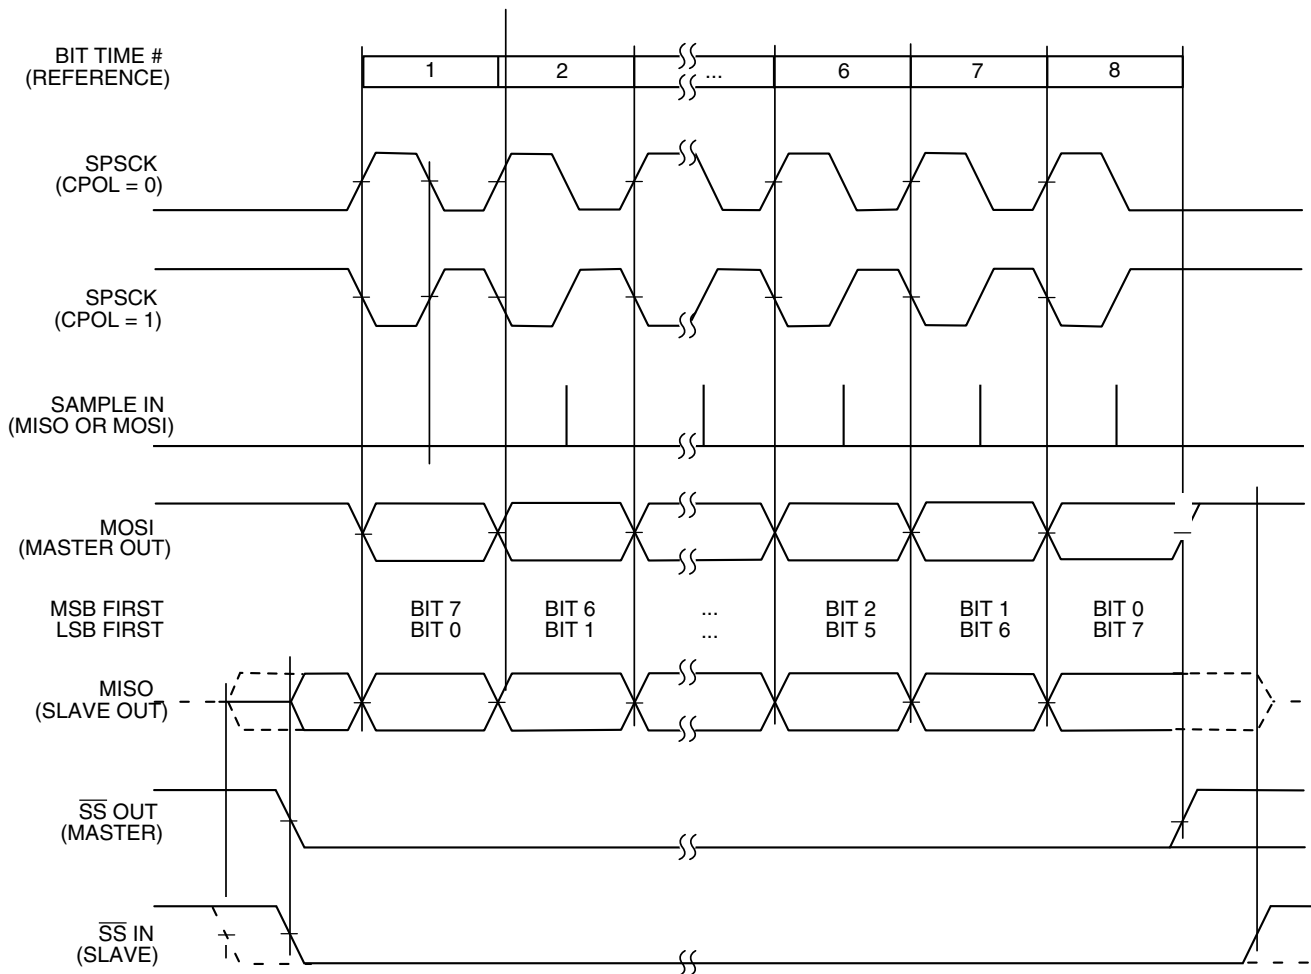 BIT TIME #
(REFERENCE)
1 2 ... 6 7 8
SPSCK
(CPOL = 0)
SPSCK
(CPOL = 1)
SAMPLE IN
(MISO OR MOSI)
MOSI
(MASTER OUT)
MSB FIRST BIT 7 BIT 6 ... BIT 2 BIT 1 BIT 0
LSB FIRST BIT 0 BIT 1 ... BIT 5 BIT 6 BIT 7
MISO
(SLAVE OUT)
S̅S̅ OUT
(MASTER)
S̅S̅ IN
(SLAVE)